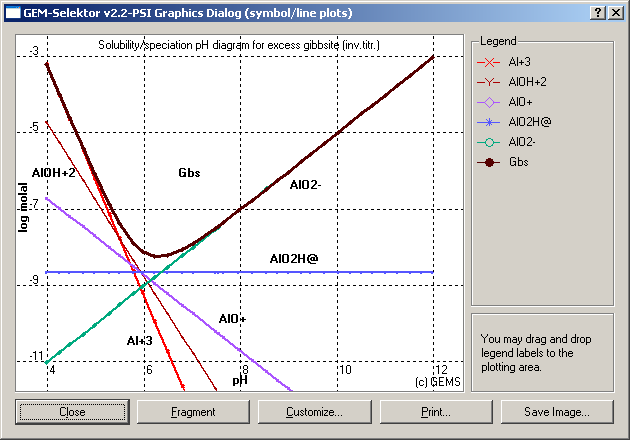 GEM-Selektor v2.2-PSI Graphics Dialog (symbol/line plots)
Solubility/speciation pH diagram for excess gibbsite (inv.titr.)
-3
-5
-7
-9
-11
log molal
4
6
8
10
12
pH
AlOH+2
Gbs
AlO2-
AlO2H@
AlO+
Al+3
(c) GEMS
Legend
Al+3
AlOH+2
AlO+
AlO2H@
AlO2-
Gbs
You may drag and drop
legend labels to the
plotting area.
Close
Fragment
Customize...
Print...
Save Image...